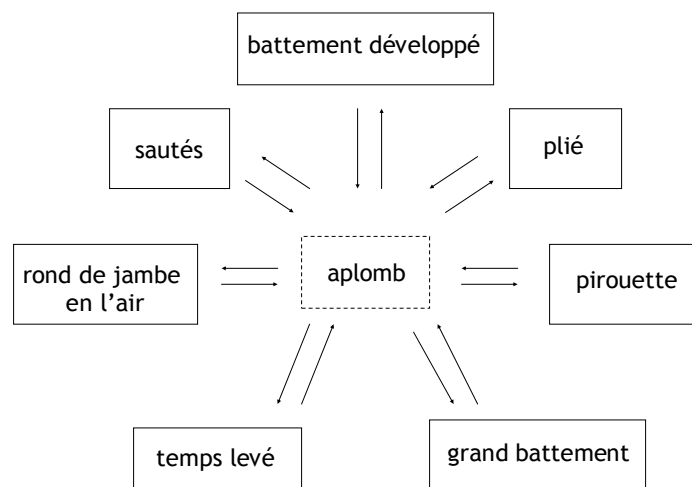 battement développé
sautés
plié
rond de jambe
en l’air
aplomb
pirouette
temps levé
grand battement